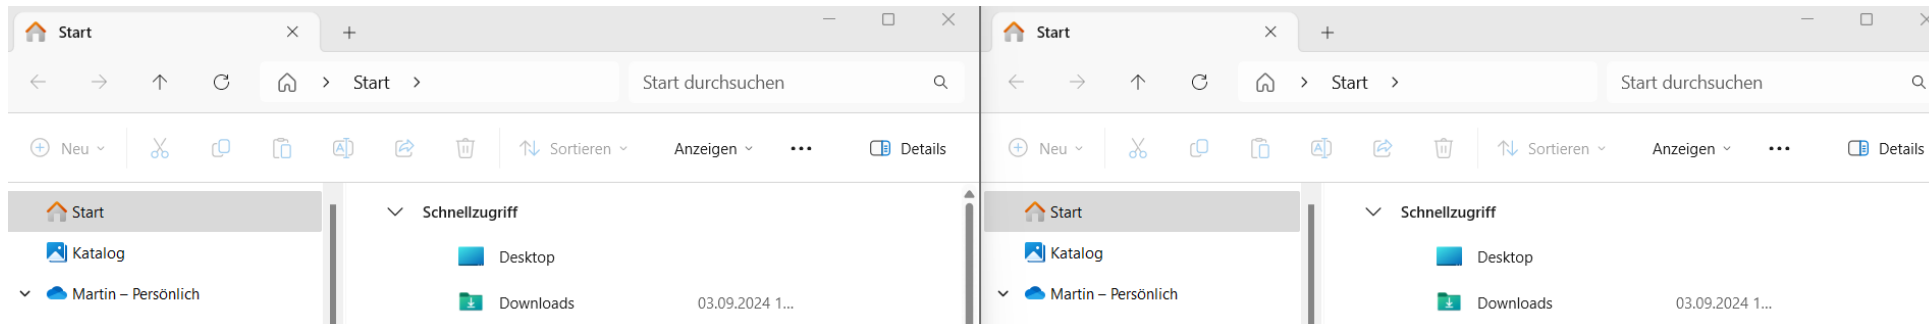 Start
Start
Start durchsuchen
Neu
Sortieren
Anzeigen
Details
Start
Katalog
Martin – Persönlich
Schnellzugriff
Desktop
Downloads 03.09.2024 1...
Start
Start
Start durchsuchen
Neu
Sortieren
Anzeigen
Details
Start
Katalog
Martin – Persönlich
Schnellzugriff
Desktop
Downloads 03.09.2024 1...